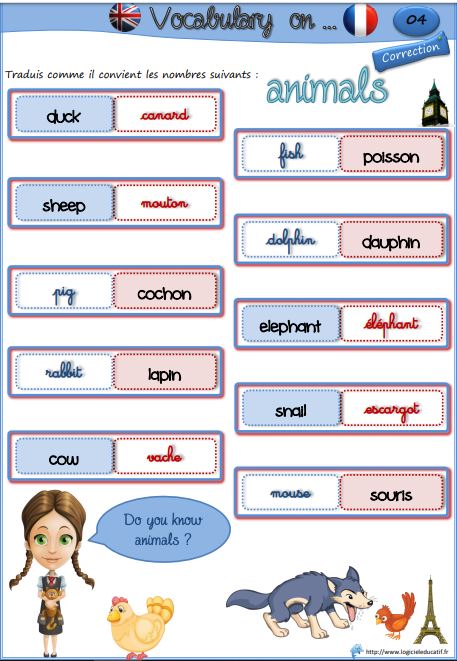 Vocabulary on ...
04
Correction
Traduis comme il convient les nombres suivants :
animals
duck canard
sheep mouton
pig cochon
rabbit lapin
cow vache
fish poisson
dolphin dauphin
elephant éléphant
snail escargot
mouse souris
Do you know
animals ?
http://www.logicieleducatif.fr